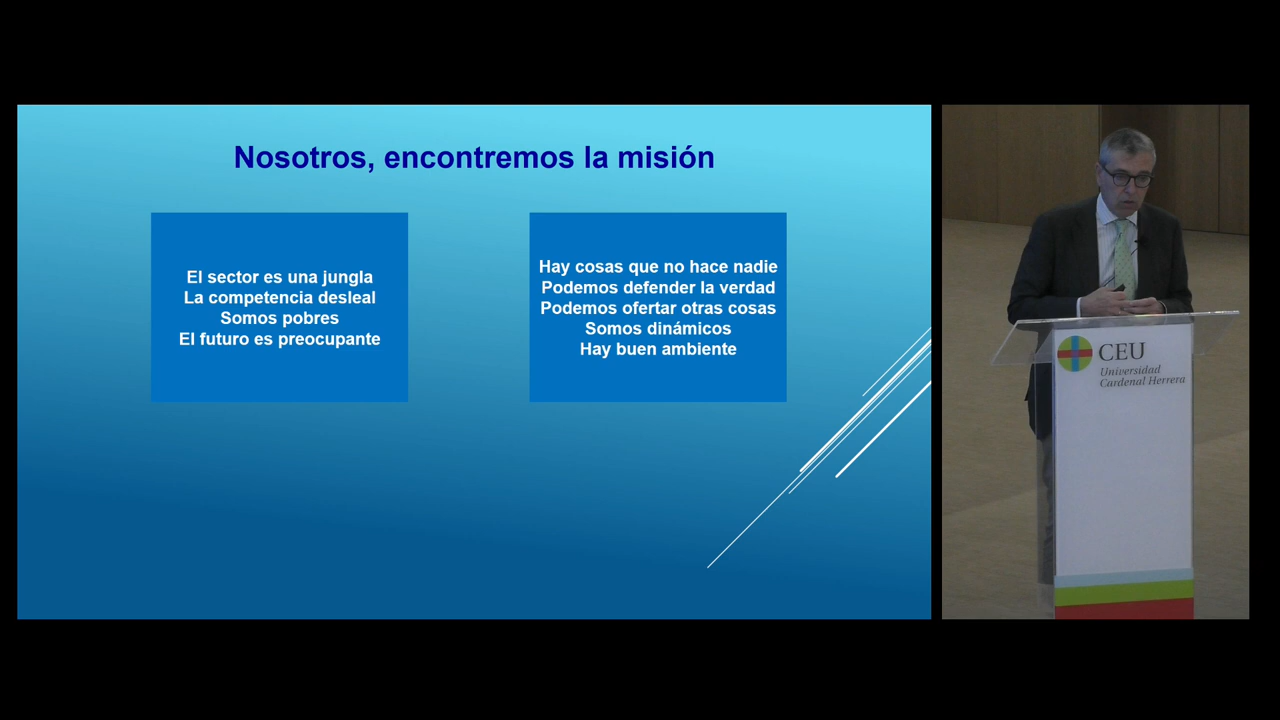 Nosotros, encontremos la misión
El sector es una jungla
La competencia desleal
Somos pobres
El futuro es preocupante
Hay cosas que no hace nadie
Podemos defender la verdad
Podemos ofertar otras cosas
Somos dinámicos
Hay buen ambiente
CEU
Universidad
Cardenal Herrera